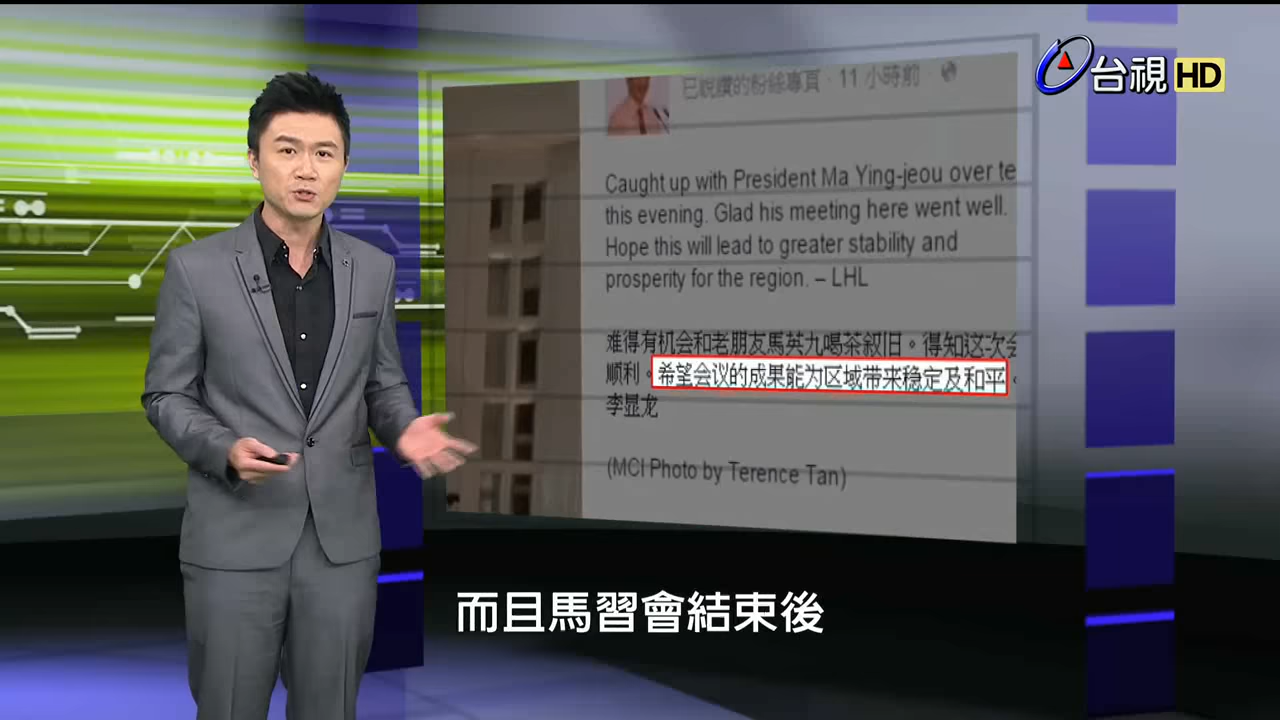 台視HD
已說讚的粉絲專頁 · 11 小時前 ·
Caught up with President Ma Ying-jeou over te
this evening. Glad his meeting here went well.
Hope this will lead to greater stability and
prosperity for the region. – LHL
难得有机会和老朋友馬英九喝茶叙旧。得知这次会
顺利。希望会议的成果能为区域带来稳定及和平。
李显龙
(MCI Photo by Terence Tan)
而且馬習會結束後